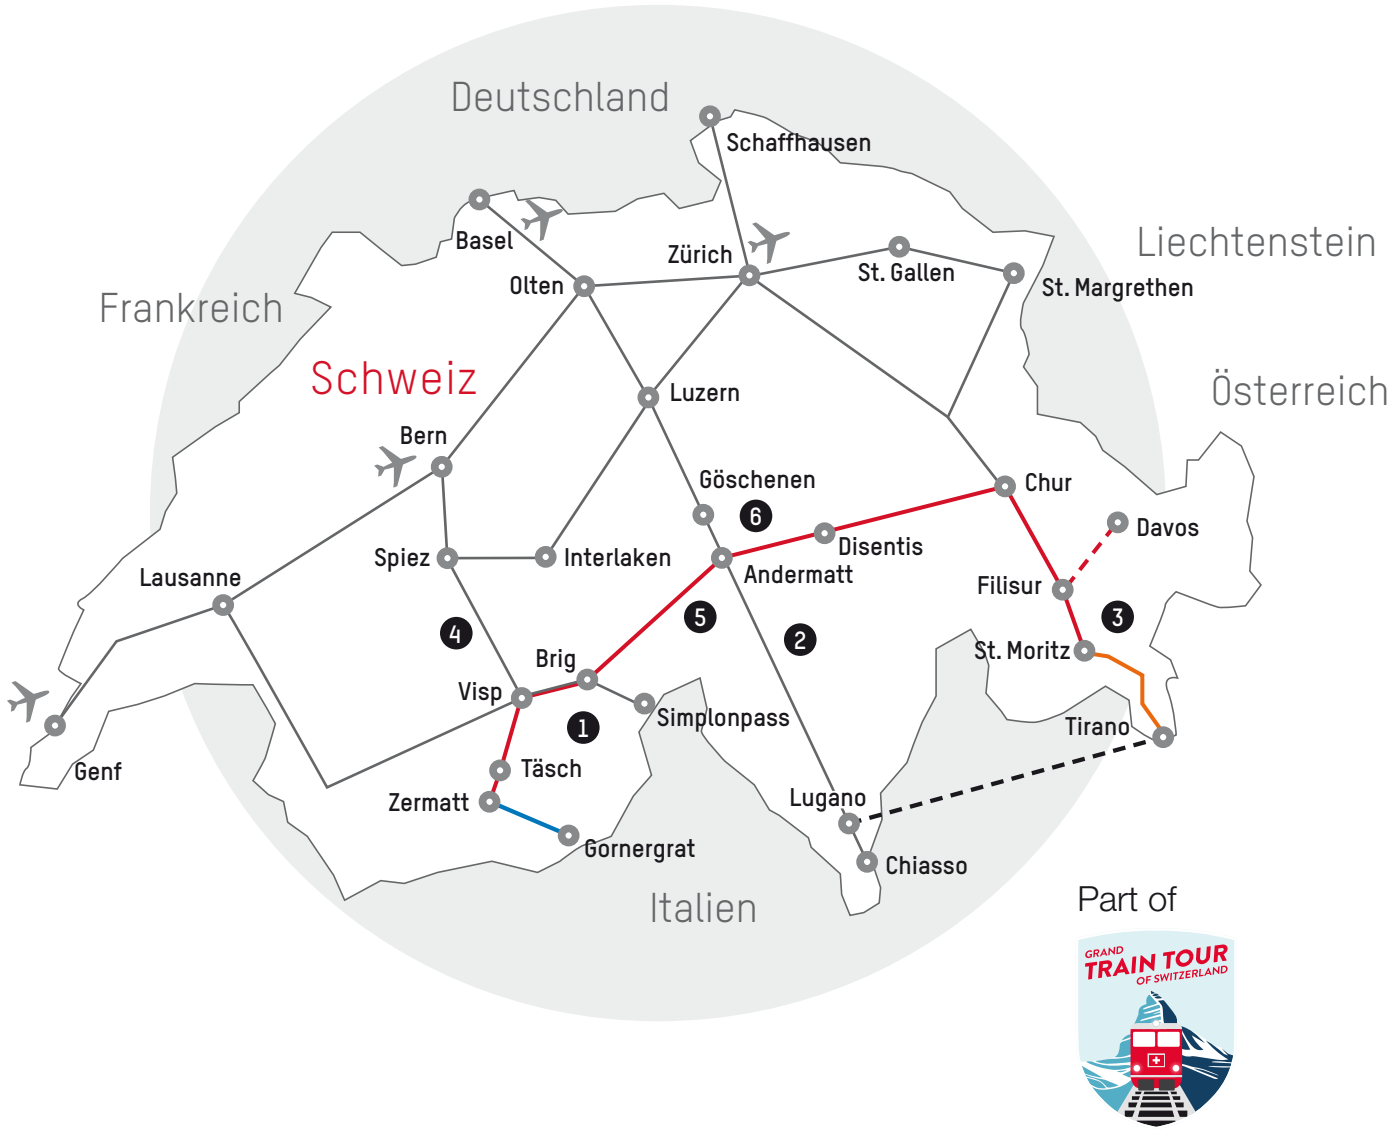 Deutschland
Schaffhausen
Basel
Zürich
Liechtenstein
St. Gallen
Olten
St. Margrethen
Frankreich
Schweiz
Österreich
Luzern
Bern
Göschenen
Chur
6
Davos
Disentis
Spiez
Interlaken
Andermatt
Lausanne
Filisur
5
3
4
2
St. Moritz
Brig
Visp
Simplonpass
1
Tirano
Täsch
Genf
Lugano
Zermatt
Gornergrat
Chiasso
Italien
Part of
GRAND
TRAIN TOUR
OF SWITZERLAND